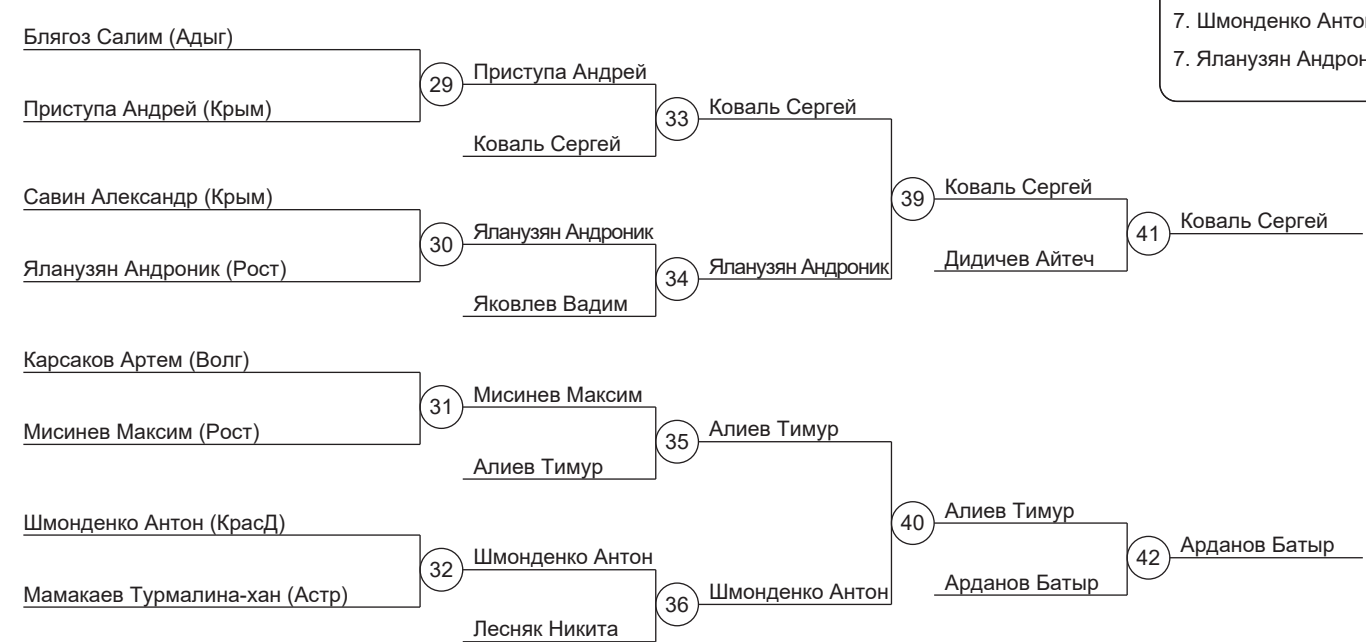 7. Шмонденко
7. Яланузян
Блягоз Салим (Адыг)
29
Приступа Андрей
Приступа Андрей (Крым)
33
Коваль Сергей
Коваль Сергей
Савин Александр (Крым)
39
Коваль Сергей
30
Яланузян Андроник
41
Коваль Сергей
Яланузян Андроник (Рост)
34
Яланузян Андроник
Дидичев Айтеч
Яковлев Вадим
Карсаков Артем (Волг)
31
Мисинев Максим
Мисинев Максим (Рост)
35
Алиев Тимур
Алиев Тимур
Шмонденко Антон (КрасД)
40
Алиев Тимур
32
Шмонденко Антон
42
Арданов Батыр
Мамакаев Турмалина-хан (Астр)
36
Шмонденко Антон
Арданов Батыр
Лесняк Никита